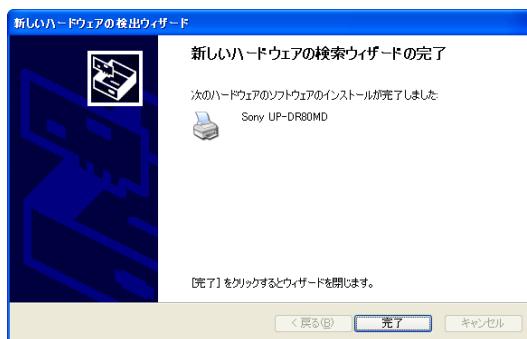 新しいハードウェアの検出ウィザード
新しいハードウェアの検索ウィザードの完了
次のハードウェアのソフトウェアのインストールが完了しました:
Sony UP-DR80MD
[完了] をクリックするとウィザードを閉じます。
< 戻る(B) 完了 キャンセル